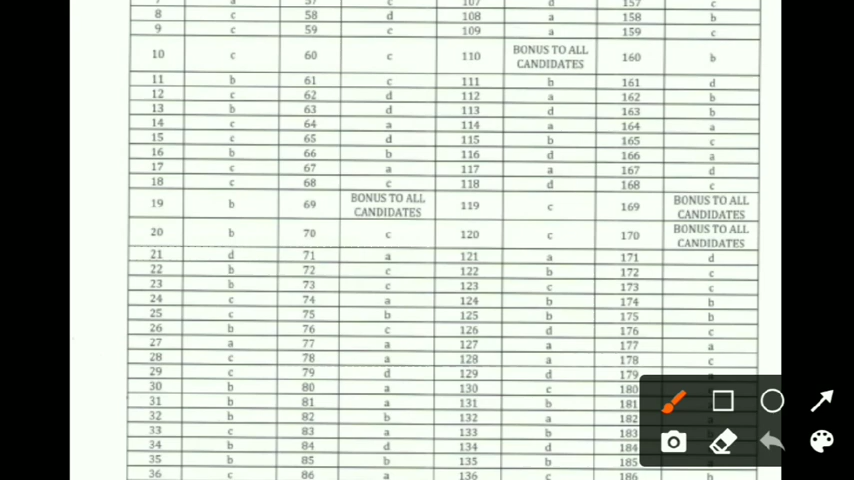 7 a 57 c 107 d 157 c
8 c 58 d 108 a 158 b
9 c 59 c 109 a 159 c
10 c 60 c 110 BONUS TO ALL CANDIDATES 160 b
11 b 61 c 111 b 161 d
12 c 62 d 112 a 162 b
13 b 63 d 113 d 163 b
14 c 64 a 114 a 164 a
15 c 65 d 115 b 165 c
16 b 66 b 116 d 166 a
17 c 67 a 117 a 167 d
18 c 68 c 118 d 168 c
19 b 69 BONUS TO ALL CANDIDATES 119 c 169 BONUS TO ALL CANDIDATES
20 b 70 c 120 c 170 BONUS TO ALL CANDIDATES
21 d 71 a 121 a 171 d
22 b 72 c 122 b 172 c
23 b 73 c 123 c 173 c
24 c 74 a 124 b 174 b
25 c 75 b 125 b 175 b
26 b 76 c 126 d 176 c
27 a 77 a 127 a 177 a
28 c 78 a 128 a 178 c
29 c 79 d 129 d 179
30 b 80 a 130 c 180
31 b 81 a 131 b 181
32 b 82 b 132 a 182
33 c 83 a 133 b 183
34 b 84 d 134 d 184
35 b 85 b 135 b 185
36 c 86 a 136 c 186 b